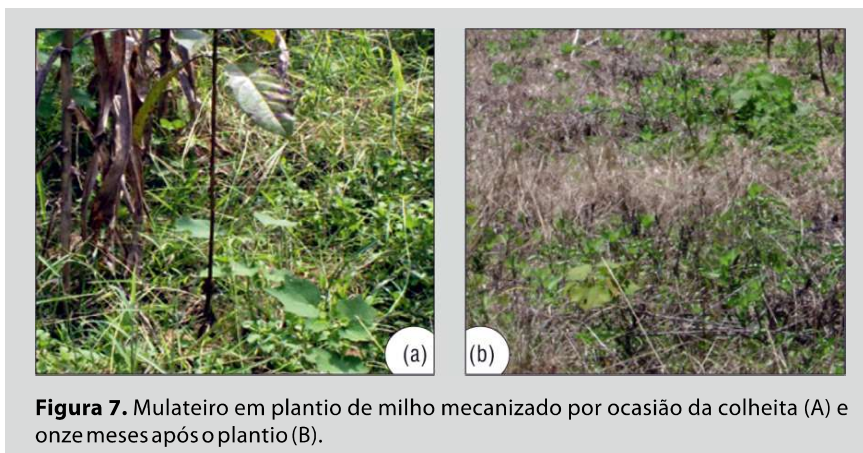 (a) (b)
Figura 7. Mulateiro em plantio de milho mecanizado por ocasião da colheita (A) e
onze meses após o plantio (B).